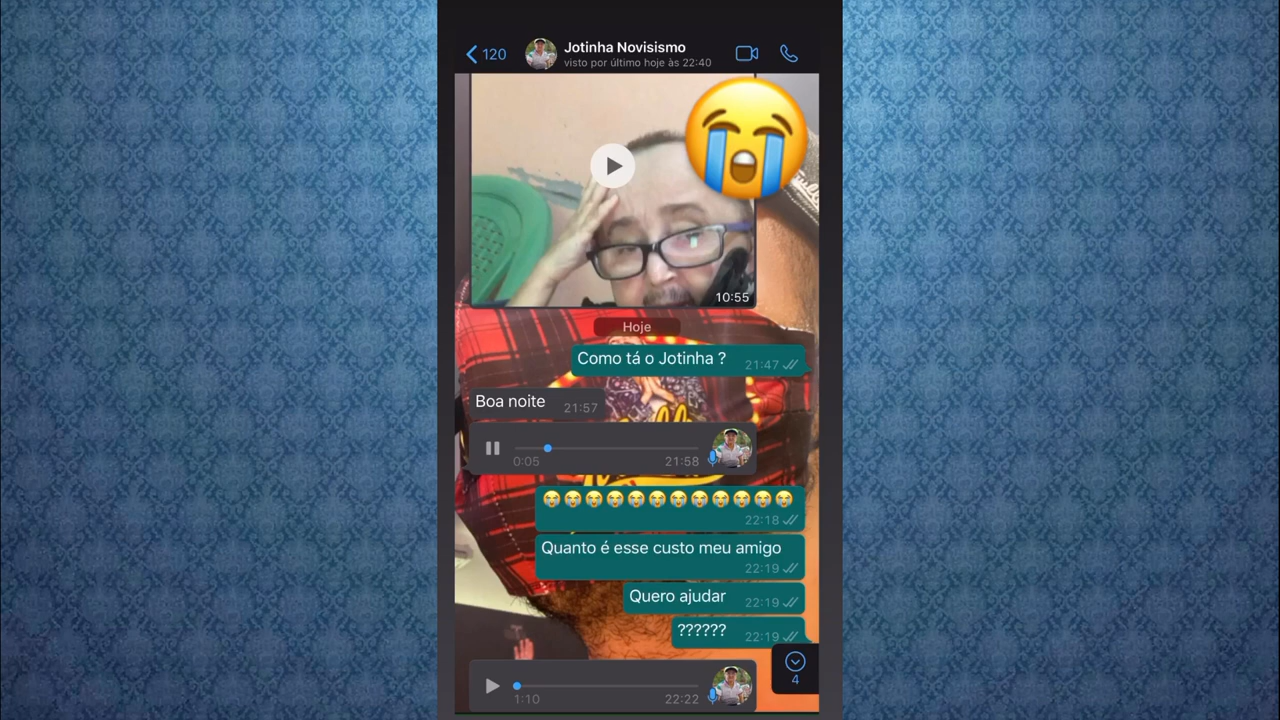 120
Jotinha Novisismo
visto por último hoje às 22:40
10:55
Hoje
Como tá o Jotinha ? 21:47
Boa noite 21:57
0:05 21:58
😭😭😭😭😭😭😭😭😭😭😭😭
22:18
Quanto é esse custo meu amigo
22:19
Quero ajudar 22:19
?????? 22:19
4
1:10 22:22